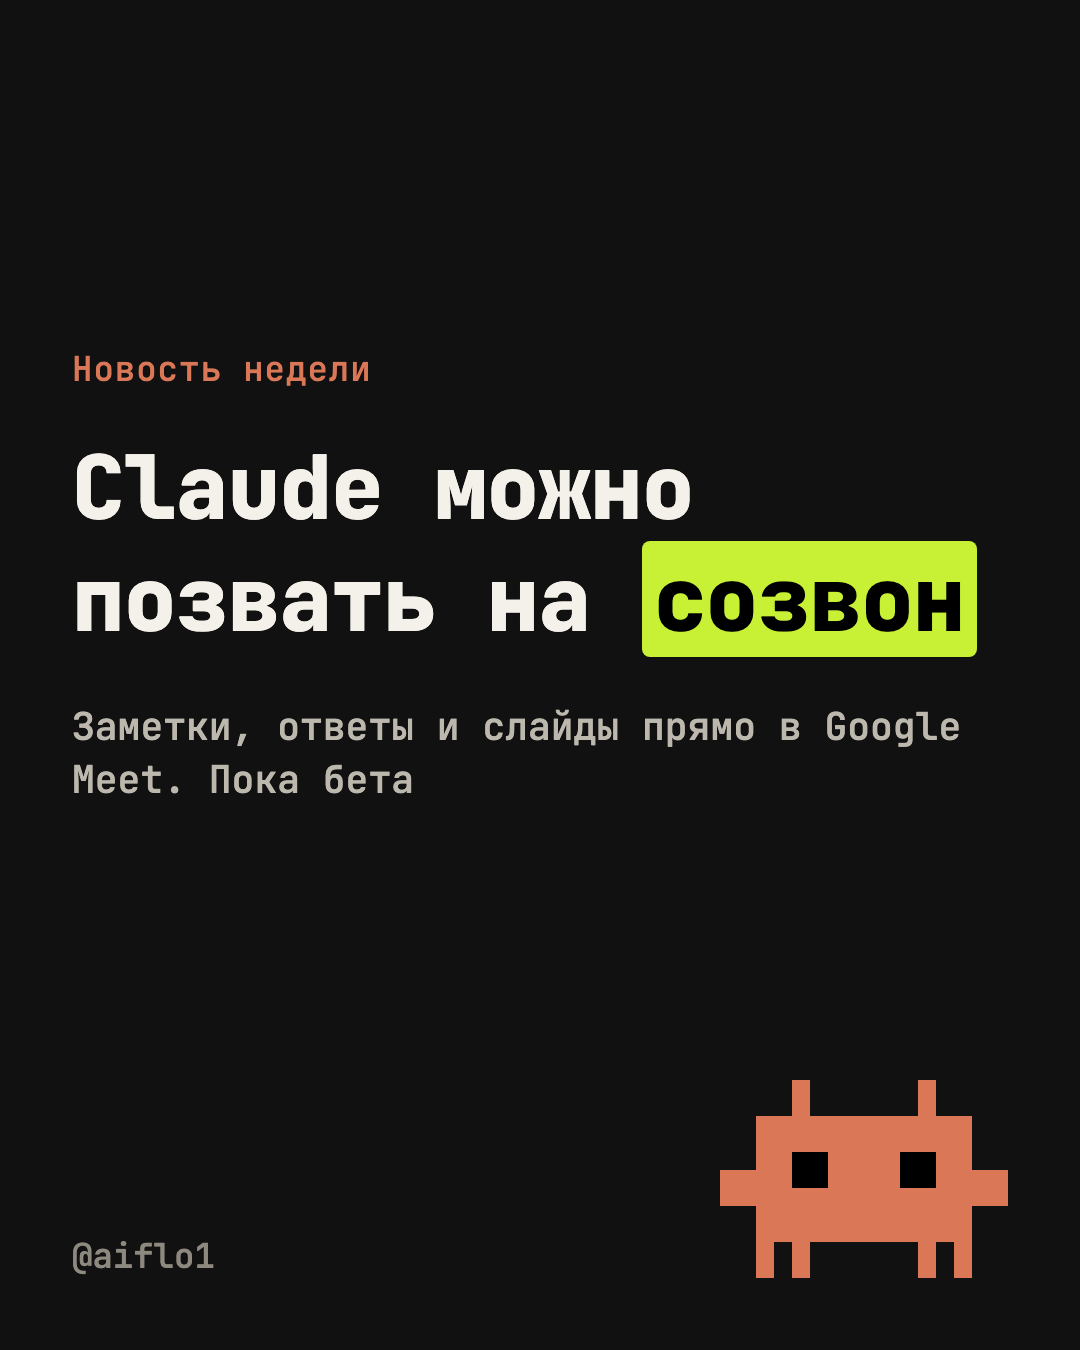 Новость недели
Claude можно
позвать на созвон
Заметки, ответы и слайды прямо в Google
Meet. Пока бета
@aiflo1